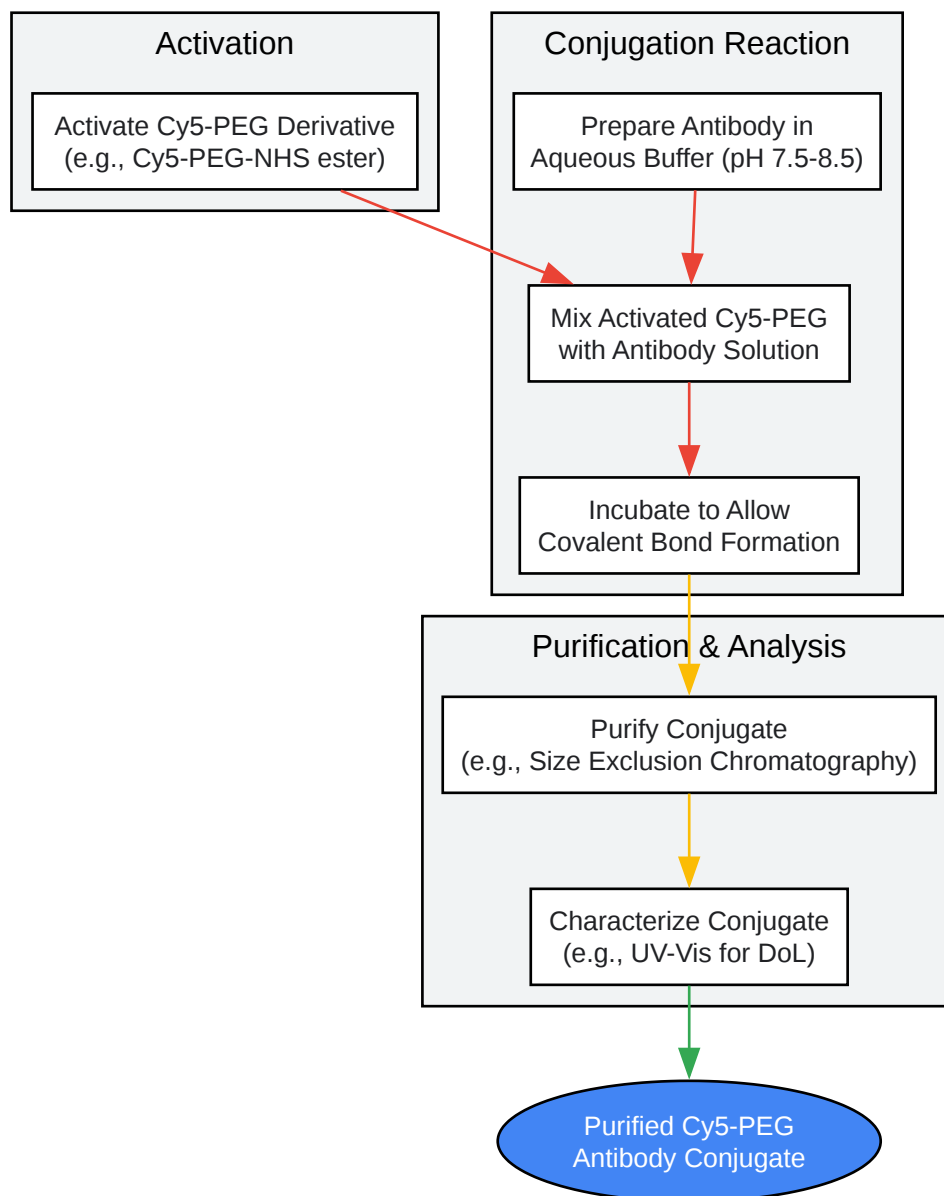 Activation
Activate Cy5-PEG Derivative
(e.g., Cy5-PEG-NHS ester)
Conjugation Reaction
Prepare Antibody in
Aqueous Buffer (pH 7.5-8.5)
Mix Activated Cy5-PEG
with Antibody Solution
Incubate to Allow
Covalent Bond Formation
Purification & Analysis
Purify Conjugate
(e.g., Size Exclusion Chromatography)
Characterize Conjugate
(e.g., UV-Vis for DoL)
Purified Cy5-PEG
Antibody Conjugate